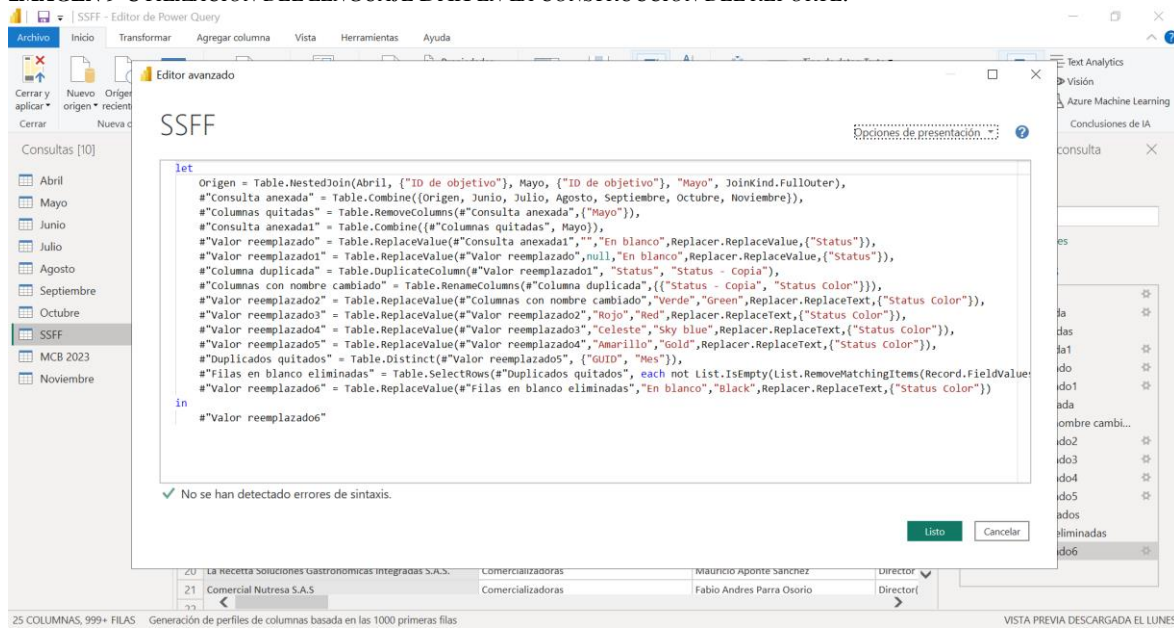 SSFF - Editor de Power Query
Archivo Inicio Transformar Agregar columna Vista Herramientas Ayuda
Cerrar y aplicar
Nuevo origen
Cerrar
Text Analytics
Visión
Azure Machine Learning
Conclusiones de IA
Consultas [10]
Abril
Mayo
Junio
Julio
Agosto
Septiembre
Octubre
SSFF
MCB 2023
Noviembre
Editor avanzado
SSFF
Opciones de presentación
let
Origen = Table.NestedJoin(Abril, {"ID de objetivo"}, Mayo, {"ID de objetivo"}, "Mayo", JoinKind.FullOuter),
#"Consulta anexada" = Table.Combine({Origen, Junio, Julio, Agosto, Septiembre, Octubre, Noviembre}),
#"Columnas quitadas" = Table.RemoveColumns(#"Consulta anexada",{"Mayo"}),
#"Consulta anexada1" = Table.Combine({#"Columnas quitadas", Mayo}),
#"Valor reemplazado" = Table.ReplaceValue(#"Consulta anexada1","","En blanco",Replacer.ReplaceValue,{"Status"}),
#"Valor reemplazado1" = Table.ReplaceValue(#"Valor reemplazado",null,"En blanco",Replacer.ReplaceValue,{"Status"}),
#"Columna duplicada" = Table.DuplicateColumn(#"Valor reemplazado1", "Status", "Status - Copia"),
#"Columnas con nombre cambiado" = Table.RenameColumns(#"Columna duplicada",{{"Status - Copia", "Status Color"}}),
#"Valor reemplazado2" = Table.ReplaceValue(#"Columnas con nombre cambiado","Verde","Green",Replacer.ReplaceText,{"Status Color"}),
#"Valor reemplazado3" = Table.ReplaceValue(#"Valor reemplazado2","Rojo","Red",Replacer.ReplaceText,{"Status Color"}),
#"Valor reemplazado4" = Table.ReplaceValue(#"Valor reemplazado3","Celeste","Sky blue",Replacer.ReplaceText,{"Status Color"}),
#"Valor reemplazado5" = Table.ReplaceValue(#"Valor reemplazado4","Amarillo","Gold",Replacer.ReplaceText,{"Status Color"}),
#"Duplicados quitados" = Table.Distinct(#"Valor reemplazado5", {"GUID", "Mes"}),
#"Filas en blanco eliminadas" = Table.SelectRows(#"Duplicados quitados", each not List.IsEmpty(List.RemoveMatchingItems(Record.FieldValues
#"Valor reemplazado6" = Table.ReplaceValue(#"Filas en blanco eliminadas","En blanco","Black",Replacer.ReplaceText,{"Status Color"})
in
#"Valor reemplazado6"
No se han detectado errores de sintaxis.
Listo Cancelar
consulta
ombre cambi...
eliminadas
20 La Recetta Soluciones Gastronomicas Integradas S.A.S. Comercializadoras Mauricio Aponte Sanchez Director
21 Comercial Nutresa S.A.S Comercializadoras Fabio Andres Parra Osorio Director(
25 COLUMNAS, 999+ FILAS Generación de perfiles de columnas basada en las 1000 primeras filas
VISTA PREVIA DESCARGADA EL LUNES